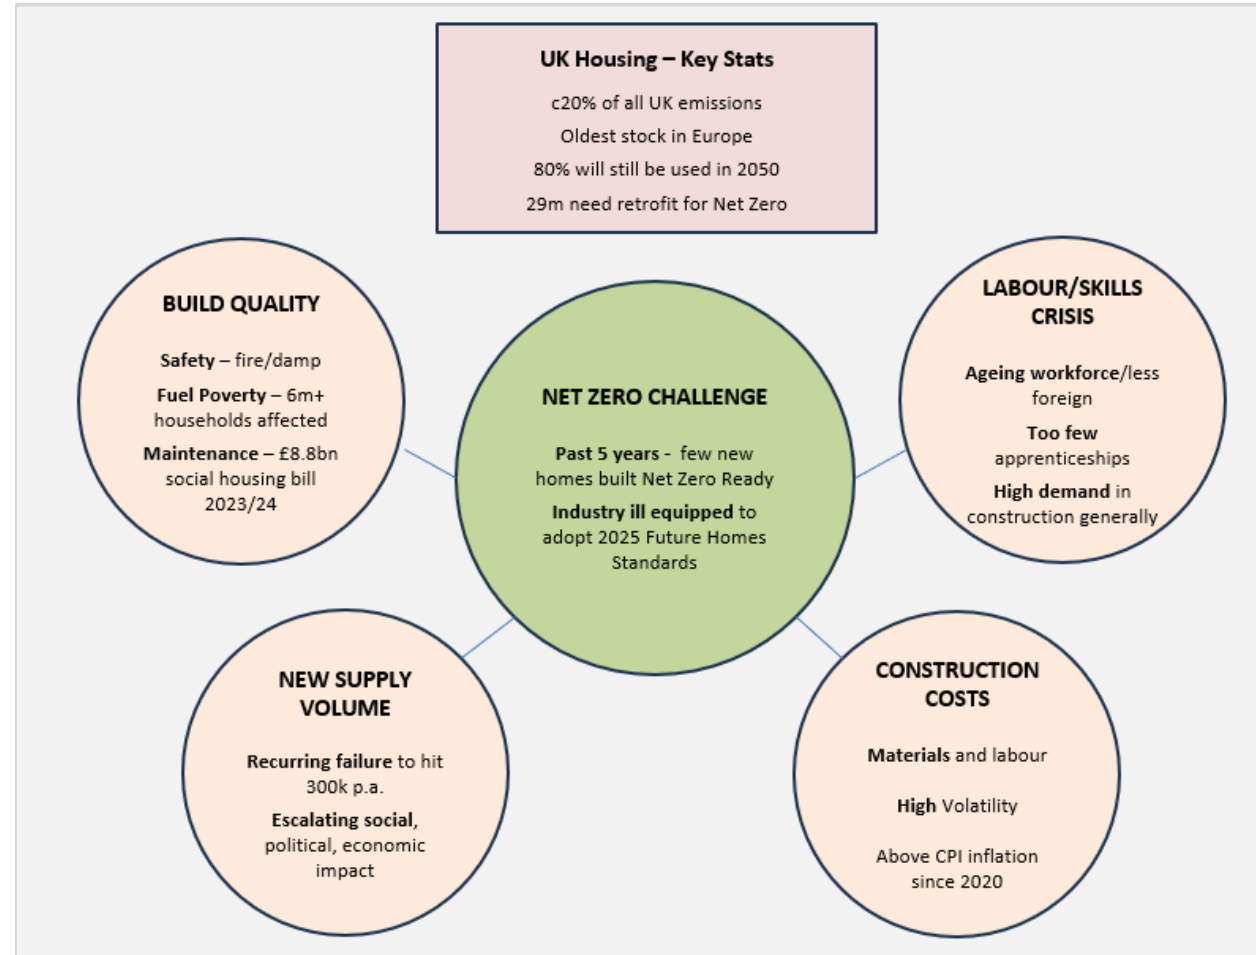 UK Housing – Key Stats
c20% of all UK emissions
Oldest stock in Europe
80% will still be used in 2050
29m need retrofit for Net Zero
BUILD QUALITY
Safety – fire/damp
Fuel Poverty – 6m+
households affected
Maintenance – £8.8bn
social housing bill
2023/24
NET ZERO CHALLENGE
Past 5 years -  few new
homes built Net Zero Ready
Industry ill equipped to
adopt 2025 Future Homes
Standards
LABOUR/SKILLS
CRISIS
Ageing workforce/less
foreign
Too few
apprenticeships
High demand in
construction generally
NEW SUPPLY
VOLUME
Recurring failure to hit
300k p.a.
Escalating social,
political, economic
impact
CONSTRUCTION
COSTS
Materials and labour
High Volatility
Above CPI inflation
since 2020